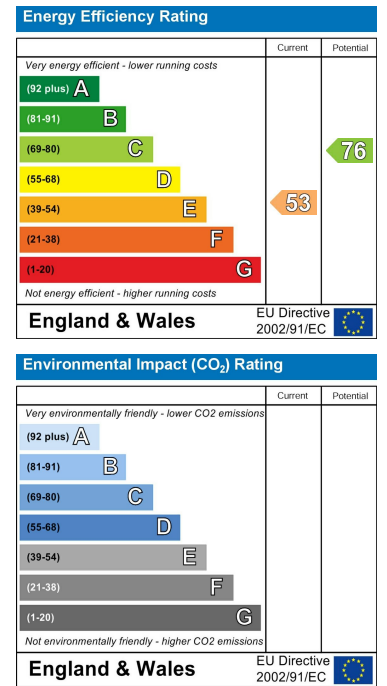 Energy Efficiency Rating
Current Potential
Very energy efficient - lower running costs
(92 plus) A
(81-91) B
(69-80) C
76
(55-68) D
(39-54) E
53
(21-38) F
(1-20) G
Not energy efficient - higher running costs
England & Wales
EU Directive
2002/91/EC
Environmental Impact (CO₂) Rating
Current Potential
Very environmentally friendly - lower CO2 emissions
(92 plus) A
(81-91) B
(69-80) C
(55-68) D
(39-54) E
(21-38) F
(1-20) G
Not environmentally friendly - higher CO2 emissions
England & Wales
EU Directive
2002/91/EC